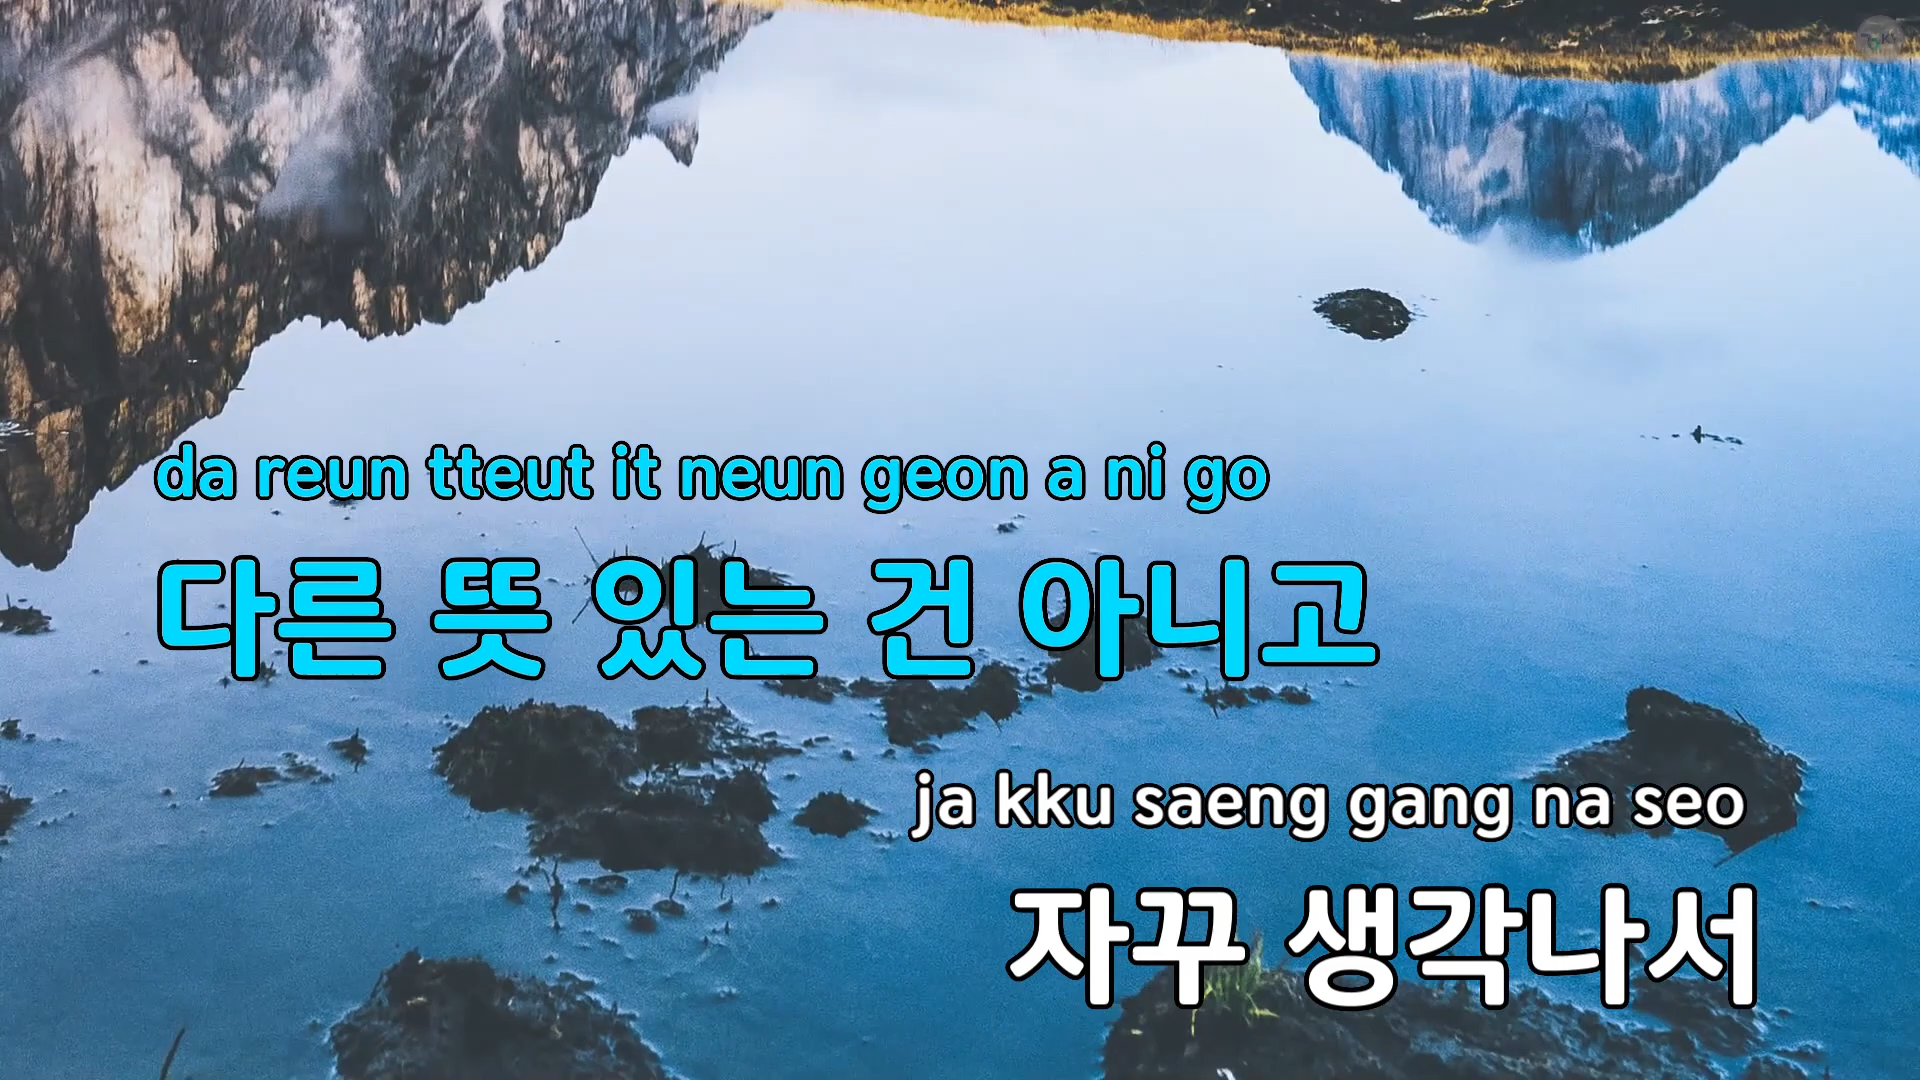 da reun tteut it neun geon a ni go
다른 뜻 있는 건 아니고
ja kku saeng gang na seo
자꾸 생각나서